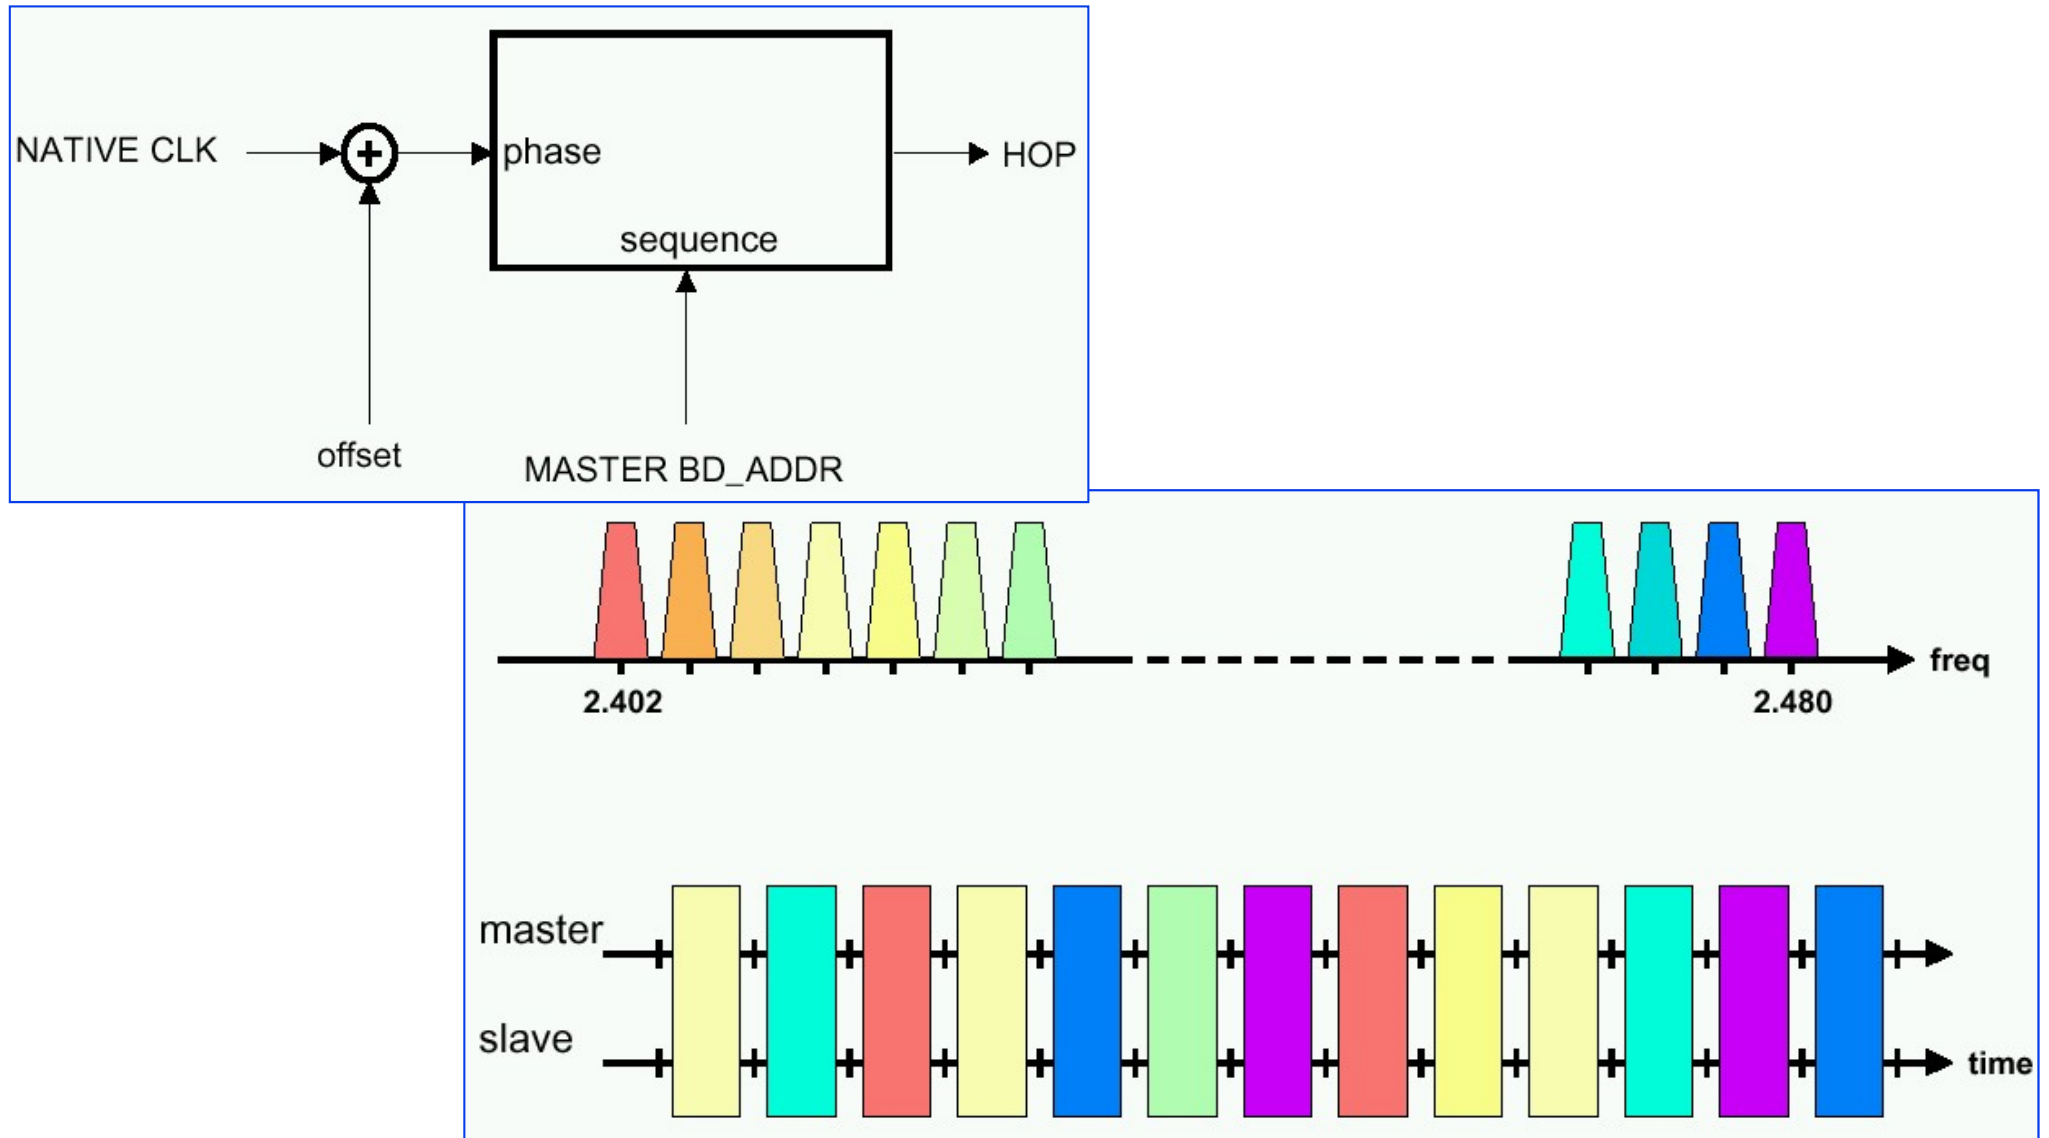 NATIVE CLK
+
phase
HOP
sequence
offset
MASTER BD_ADDR
freq
2.402
2.480
master
slave
time